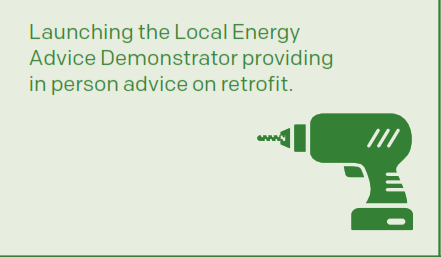 Launching the Local Energy
Advice Demonstrator providing
in person advice on retrofit.